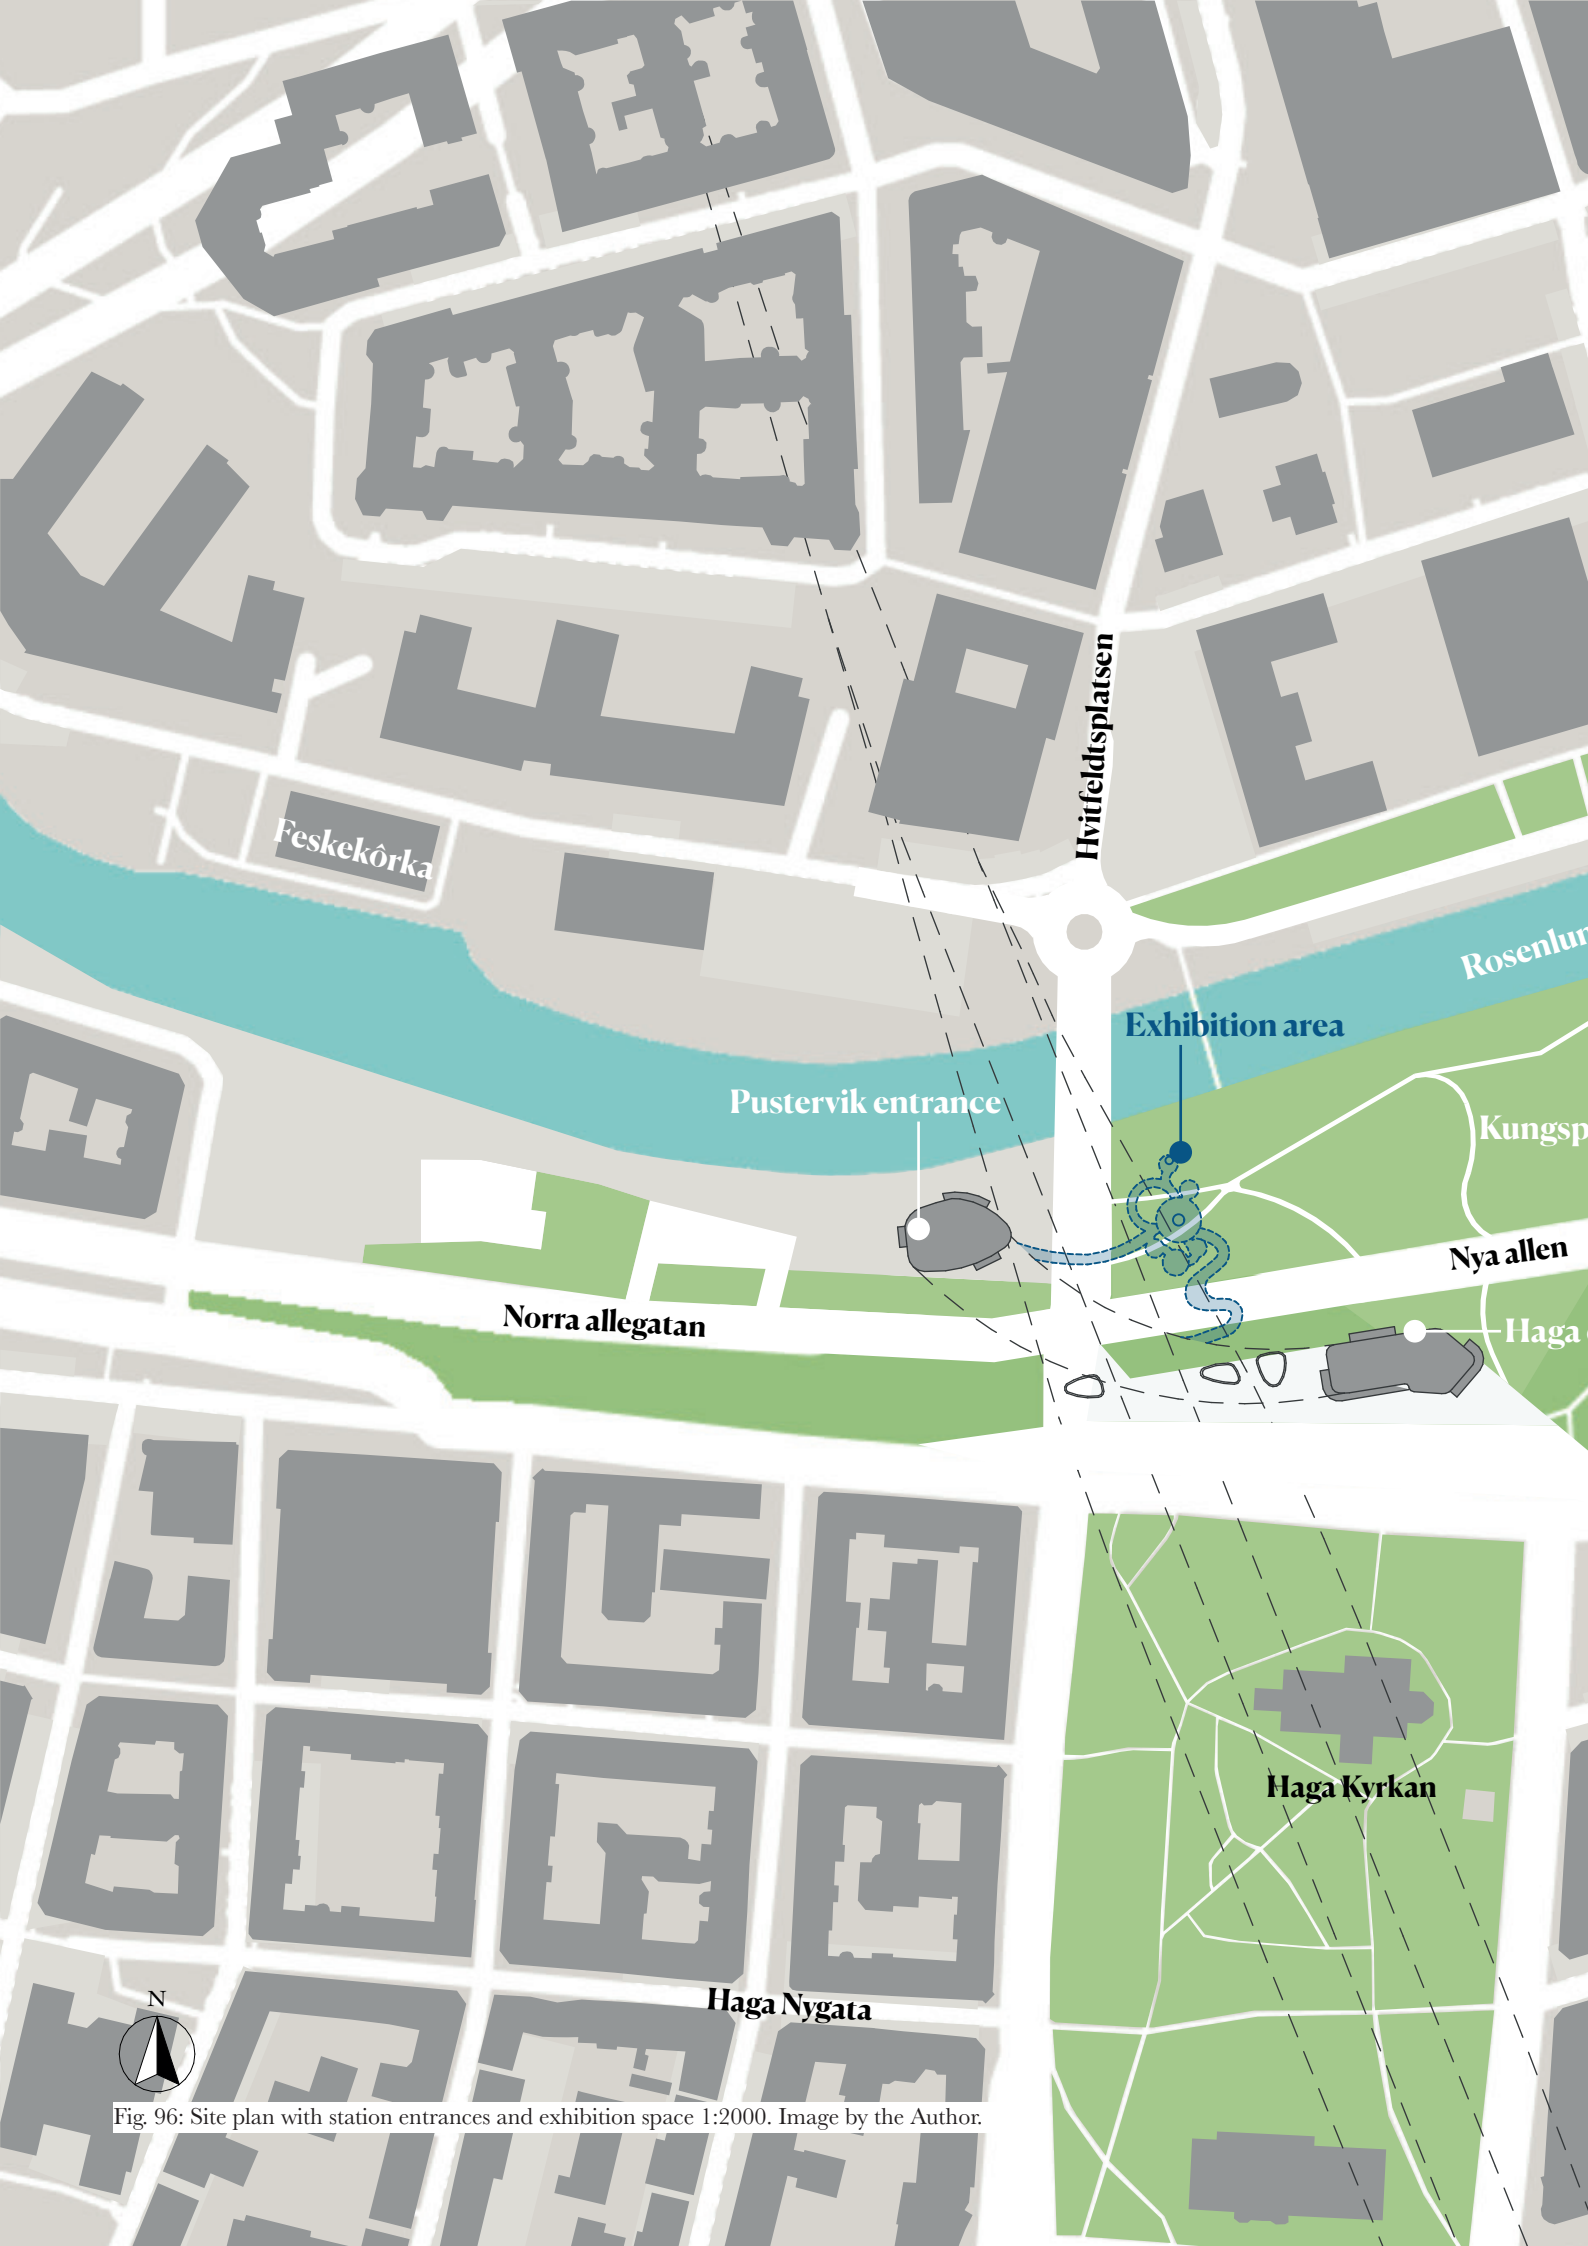 Hvitfeldtsplatsen
Feskekôrka
Rosenlun
Exhibition area
Pustervik entrance
Kungsp
Nya allen
Norra allegatan
Haga
Haga Kyrkan
N
Haga Nygata
Fig. 96: Site plan with station entrances and exhibition space 1:2000. Image by the Author.